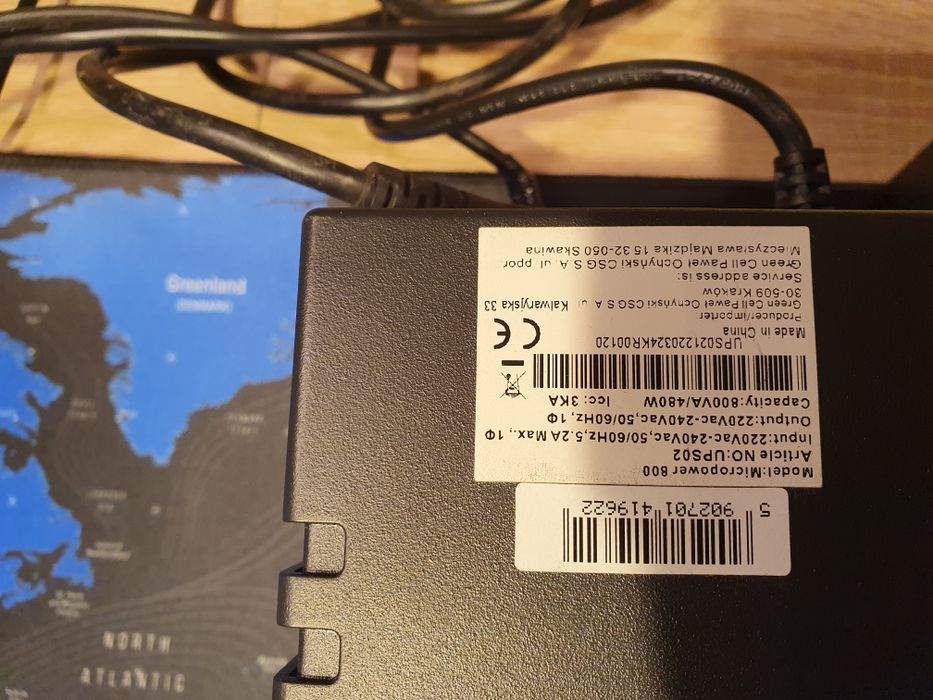 Model:Micropower 800
Article NO:UPS02
Input:220Vac-240Vac,50/60Hz,5.2A Max.,1Φ
Output:220Vac-240Vac,50/60Hz,1Φ
Capacity:800VA/480W Icc: 3KA
UPS021220324KR00120
Made in China
Producer/importer:
Green Cell Paweł Ochyński CSG S.A. ul. Kalwaryjska 33
30-509 Kraków
Service address is:
Green Cell Paweł Ochyński CSG S.A. ul. ppor.
Mieczysława Majdzika 15 32-050 Skawina
CE
5 902701 419622
Greenland
(DENMARK)
NORTH
ATLANTIC